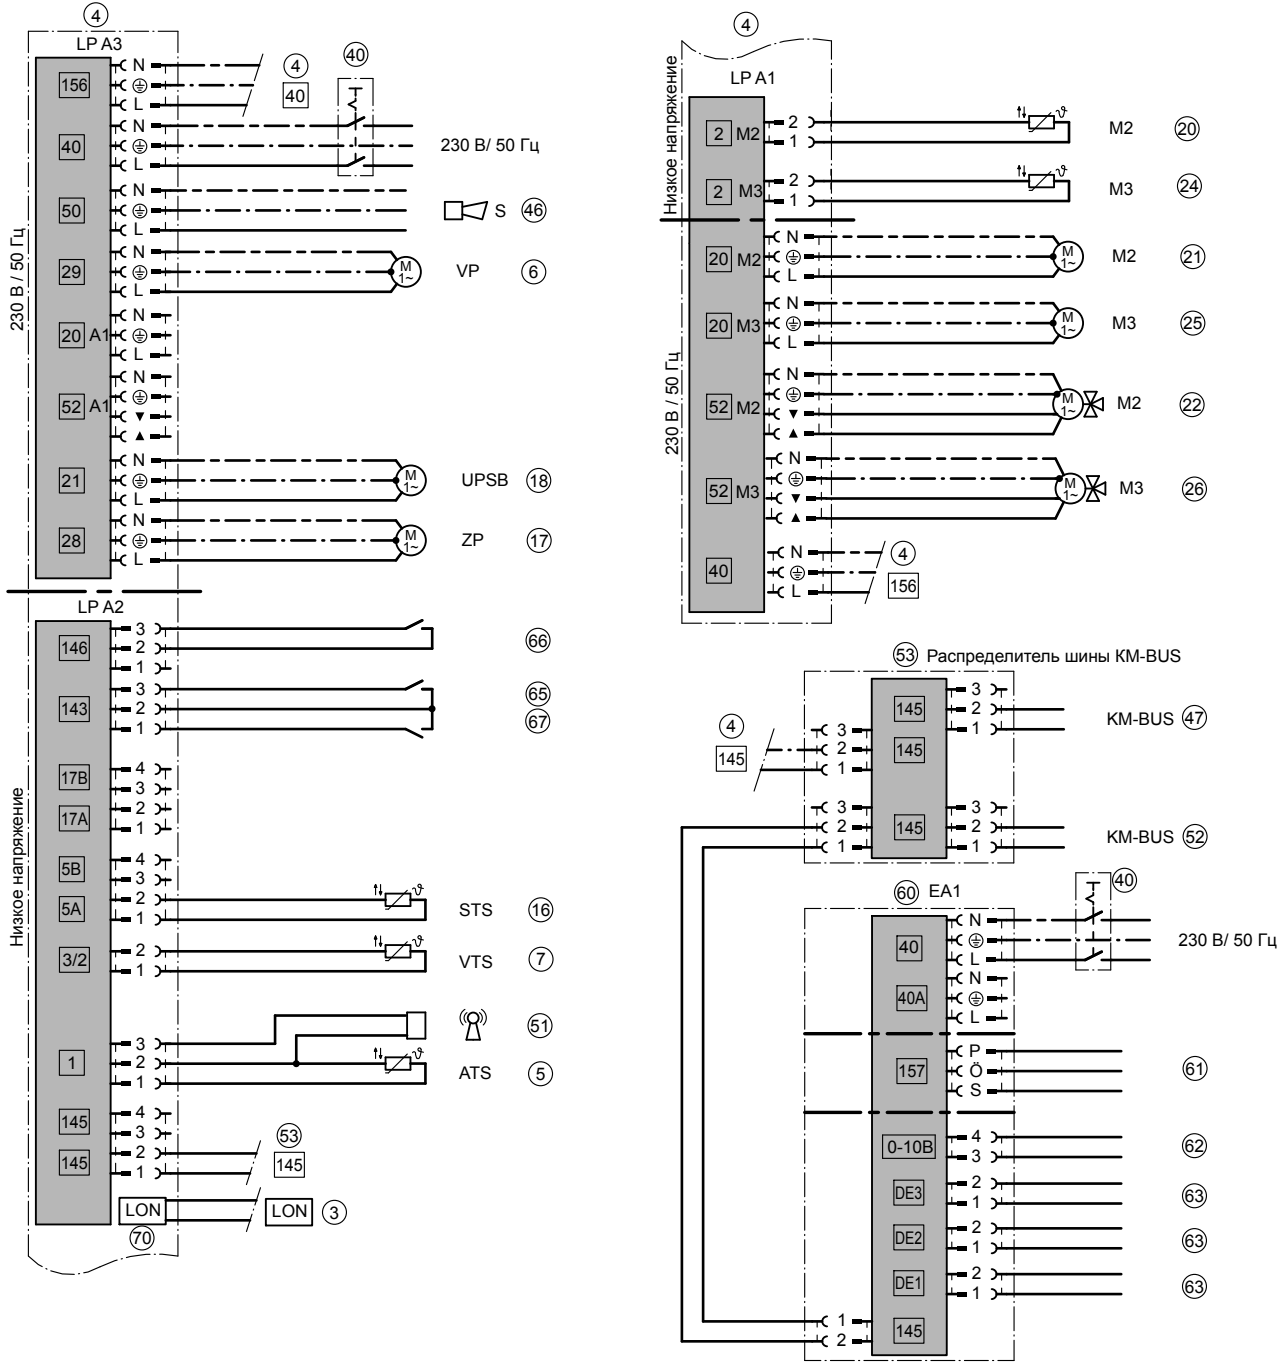 4
LP A3
156
N
L
4
40
40
40
N
L
230 В/ 50 Гц
50
N
L
S
46
29
N
L
M
1~
VP
6
20 A1
N
L
52 A1
N
▼
▲
21
N
L
M
1~
UPSB
18
28
N
L
M
1~
ZP
17
230 В / 50 Гц
LP A2
146
3
2
1
66
143
3
2
1
65
67
17B
4
3
17A
2
1
5B
4
3
5A
2
1
ϑ
STS
16
3/2
2
1
ϑ
VTS
7
51
1
3
2
1
ϑ
ATS
5
145
4
3
145
2
1
53
145
LON
LON
3
70
Низкое напряжение
4
LP A1
Низкое напряжение
2 M2
2
1
ϑ
M2
20
2 M3
2
1
ϑ
M3
24
20 M2
N
L
M
1~
M2
21
20 M3
N
L
M
1~
M3
25
52 M2
N
▼
▲
M
1~
M2
22
52 M3
N
▼
▲
M
1~
M3
26
40
N
L
4
156
230 В / 50 Гц
53 Распределитель шины КМ-BUS
145
3
2
1
KM-BUS 47
4
145
3
2
1
145
3
2
1
145
3
2
1
KM-BUS 52
60 EA1
40
40
N
L
230 В/ 50 Гц
40A
N
L
157
P
Ö
S
61
0-10В
4
3
62
DE3
2
1
63
DE2
2
1
63
DE1
2
1
63
1
2
145